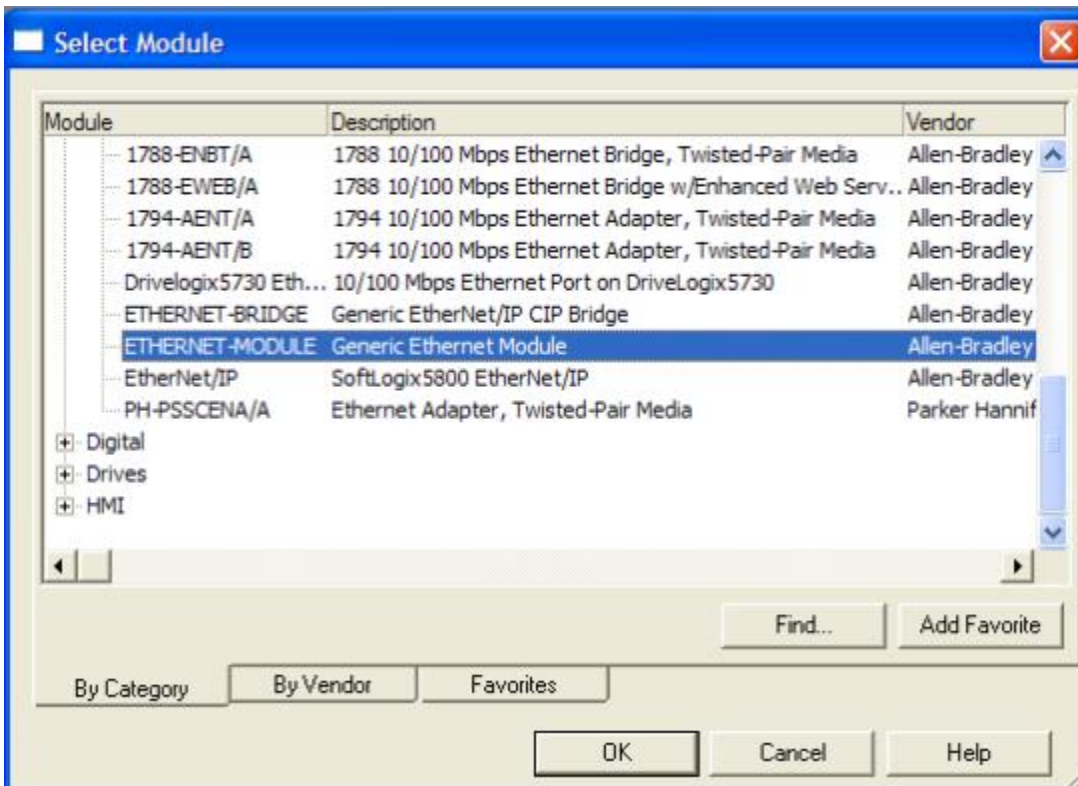 Select Module
Module Description Vendor
1788-ENBT/A 1788 10/100 Mbps Ethernet Bridge, Twisted-Pair Media Allen-Bradley
1788-EWEB/A 1788 10/100 Mbps Ethernet Bridge w/Enhanced Web Serv.. Allen-Bradley
1794-AENT/A 1794 10/100 Mbps Ethernet Adapter, Twisted-Pair Media Allen-Bradley
1794-AENT/B 1794 10/100 Mbps Ethernet Adapter, Twisted-Pair Media Allen-Bradley
Drivelogix5730 Eth... 10/100 Mbps Ethernet Port on DriveLogix5730 Allen-Bradley
ETHERNET-BRIDGE Generic EtherNet/IP CIP Bridge Allen-Bradley
ETHERNET-MODULE Generic Ethernet Module Allen-Bradley
EtherNet/IP SoftLogix5800 EtherNet/IP Allen-Bradley
PH-PSSCENA/A Ethernet Adapter, Twisted-Pair Media Parker Hannif
Digital
Drives
HMI
Find... Add Favorite
By Category By Vendor Favorites
OK Cancel Help